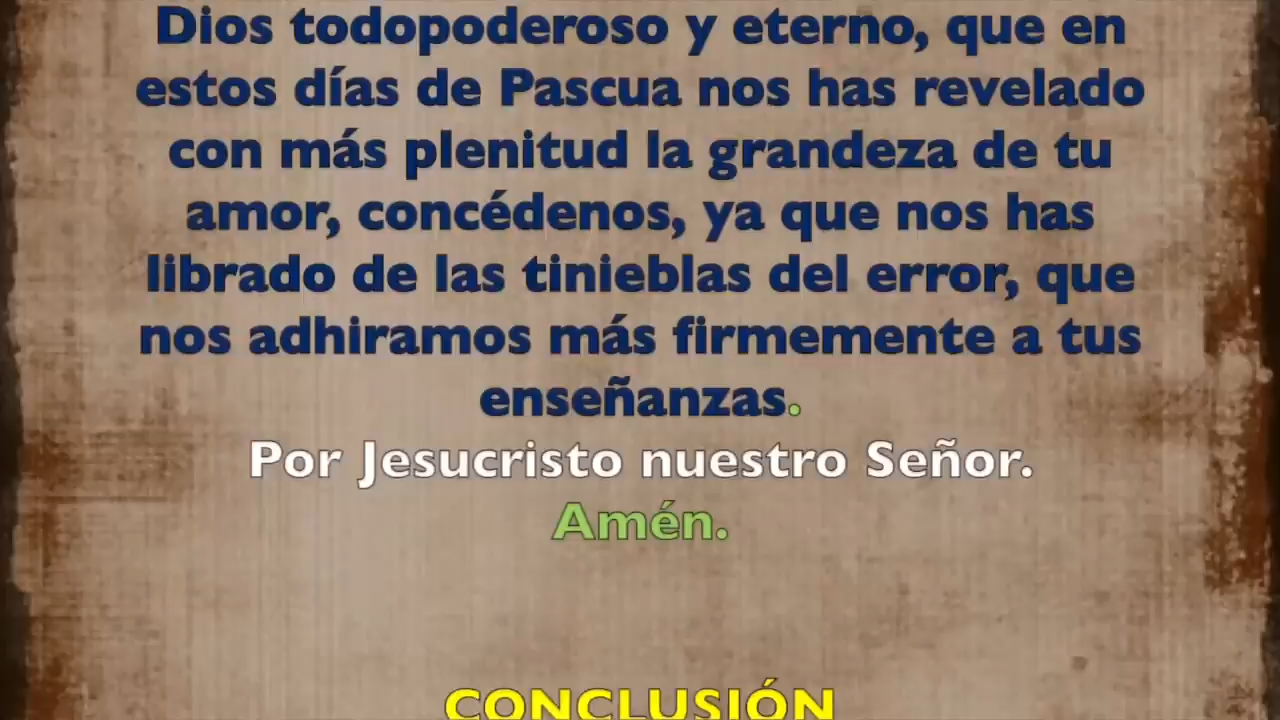 Dios todopoderoso y eterno, que en
estos días de Pascua nos has revelado
con más plenitud la grandeza de tu
amor, concédenos, ya que nos has
librado de las tinieblas del error, que
nos adhiramos más firmemente a tus
enseñanzas.
Por Jesucristo nuestro Señor.
Amén.
CONCLUSIÓN